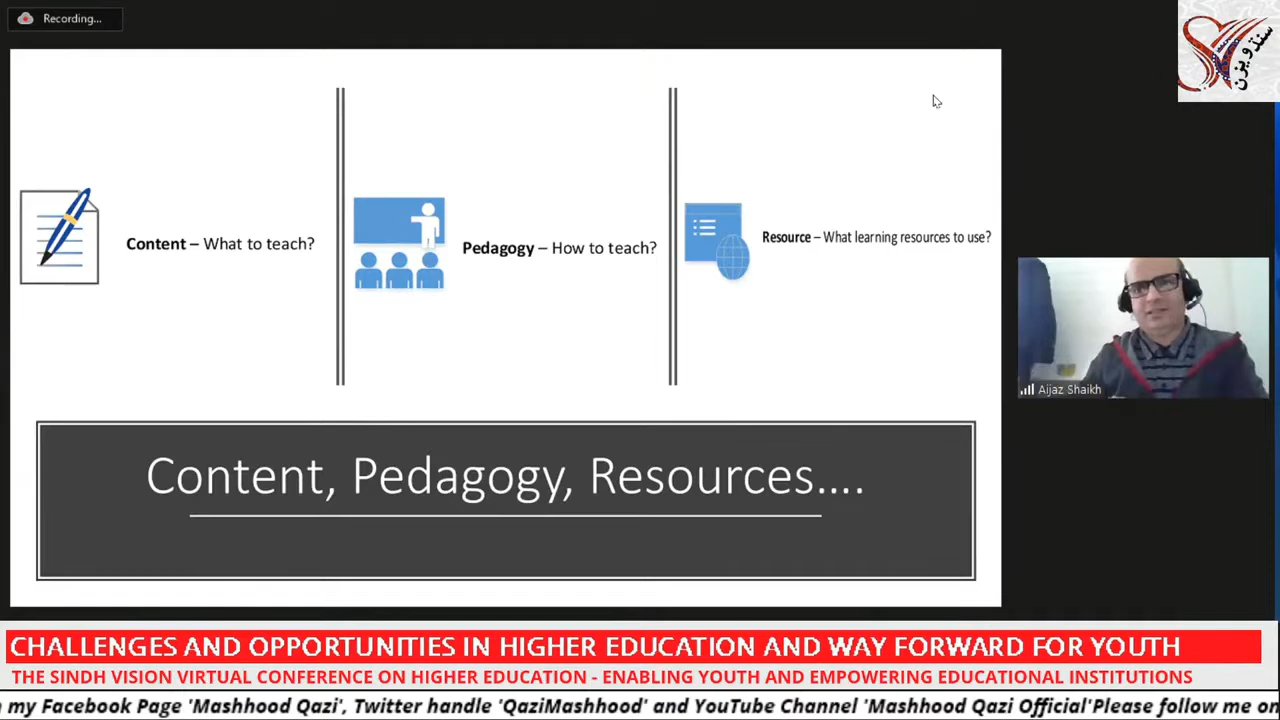 Recording...
سنڌ ويزن
Content – What to teach?
Pedagogy – How to teach?
Resource – What learning resources to use?
Aijaz Shaikh
Content, Pedagogy, Resources....
CHALLENGES AND OPPORTUNITIES IN HIGHER EDUCATION AND WAY FORWARD FOR YOUTH
THE SINDH VISION VIRTUAL CONFERENCE ON HIGHER EDUCATION - ENABLING YOUTH AND EMPOWERING EDUCATIONAL INSTITUTIONS
my Facebook Page 'Mashhood Qazi', Twitter handle 'QaziMashhood' and YouTube Channel 'Mashhood Qazi Official'Please follow me on